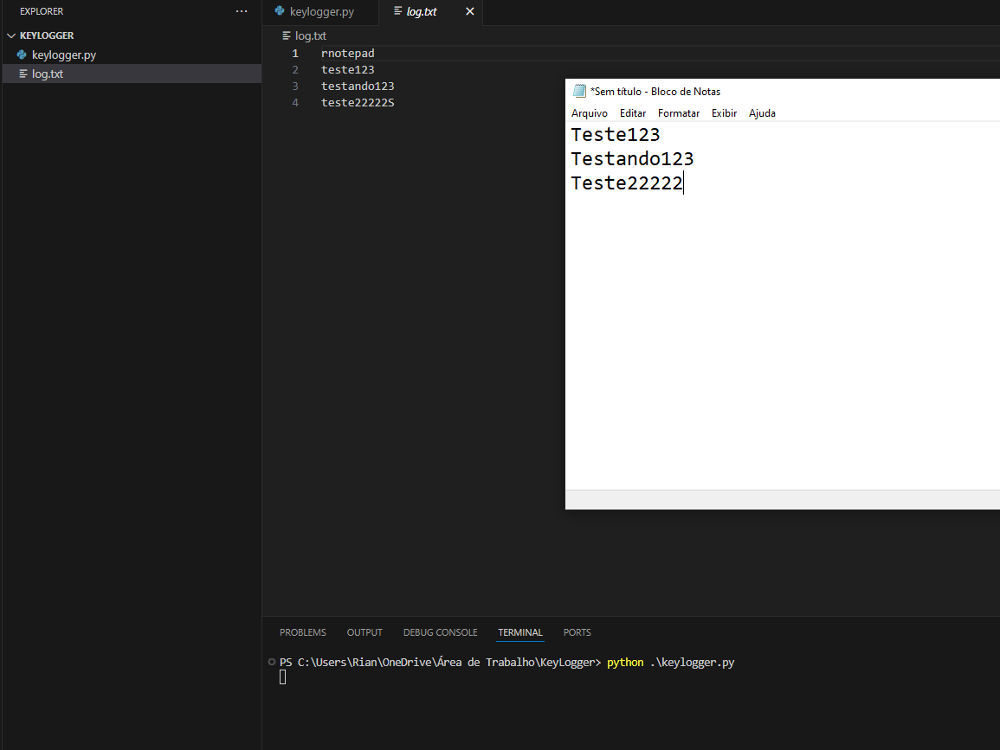 EXPLORER
KEYLOGGER
keylogger.py
log.txt
keylogger.py
log.txt
log.txt
1 rnotepad
2 teste123
3 testando123
4 teste22222S
*Sem título - Bloco de Notas
Arquivo Editar Formatar Exibir Ajuda
Teste123
Testando123
Teste22222
PROBLEMS OUTPUT DEBUG CONSOLE TERMINAL PORTS
PS C:\Users\Rian\OneDrive\Área de Trabalho\KeyLogger> python .\keylogger.py